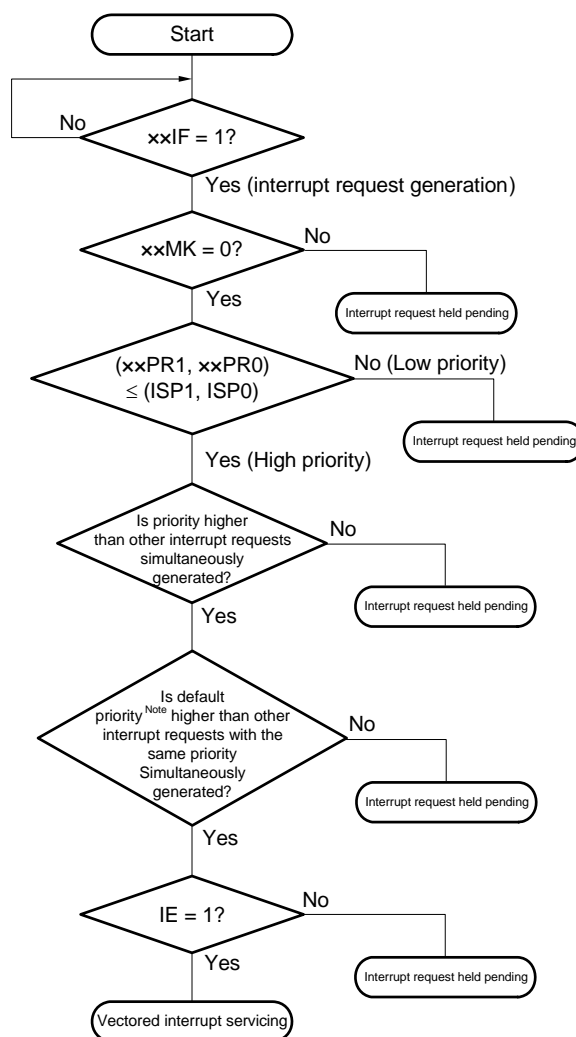 Start
No
××IF = 1?
Yes (interrupt request generation)
××MK = 0?
No
Yes
Interrupt request held pending
(××PR1, ××PR0)
≤ (ISP1, ISP0)
No (Low priority)
Interrupt request held pending
Yes (High priority)
Is priority higher
than other interrupt requests
simultaneously
generated?
No
Interrupt request held pending
Yes
Is default
priority Note higher than other
interrupt requests with the
same priority
Simultaneously
generated?
No
Interrupt request held pending
Yes
IE = 1?
No
Interrupt request held pending
Yes
Vectored interrupt servicing